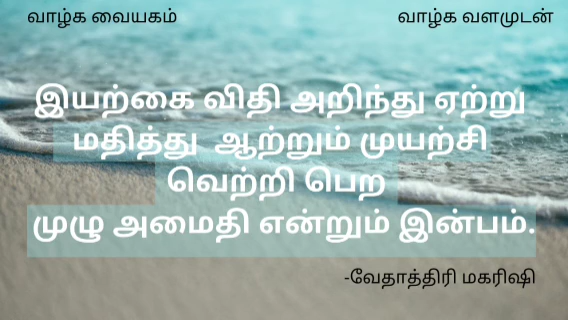 வாழ்க வையகம்
வாழ்க வளமுடன்
இயற்கை விதி அறிந்து ஏற்று
மதித்து ஆற்றும் முயற்சி
வெற்றி பெற
முழு அமைதி என்றும் இன்பம்.
-வேதாத்திரி மகரிஷி